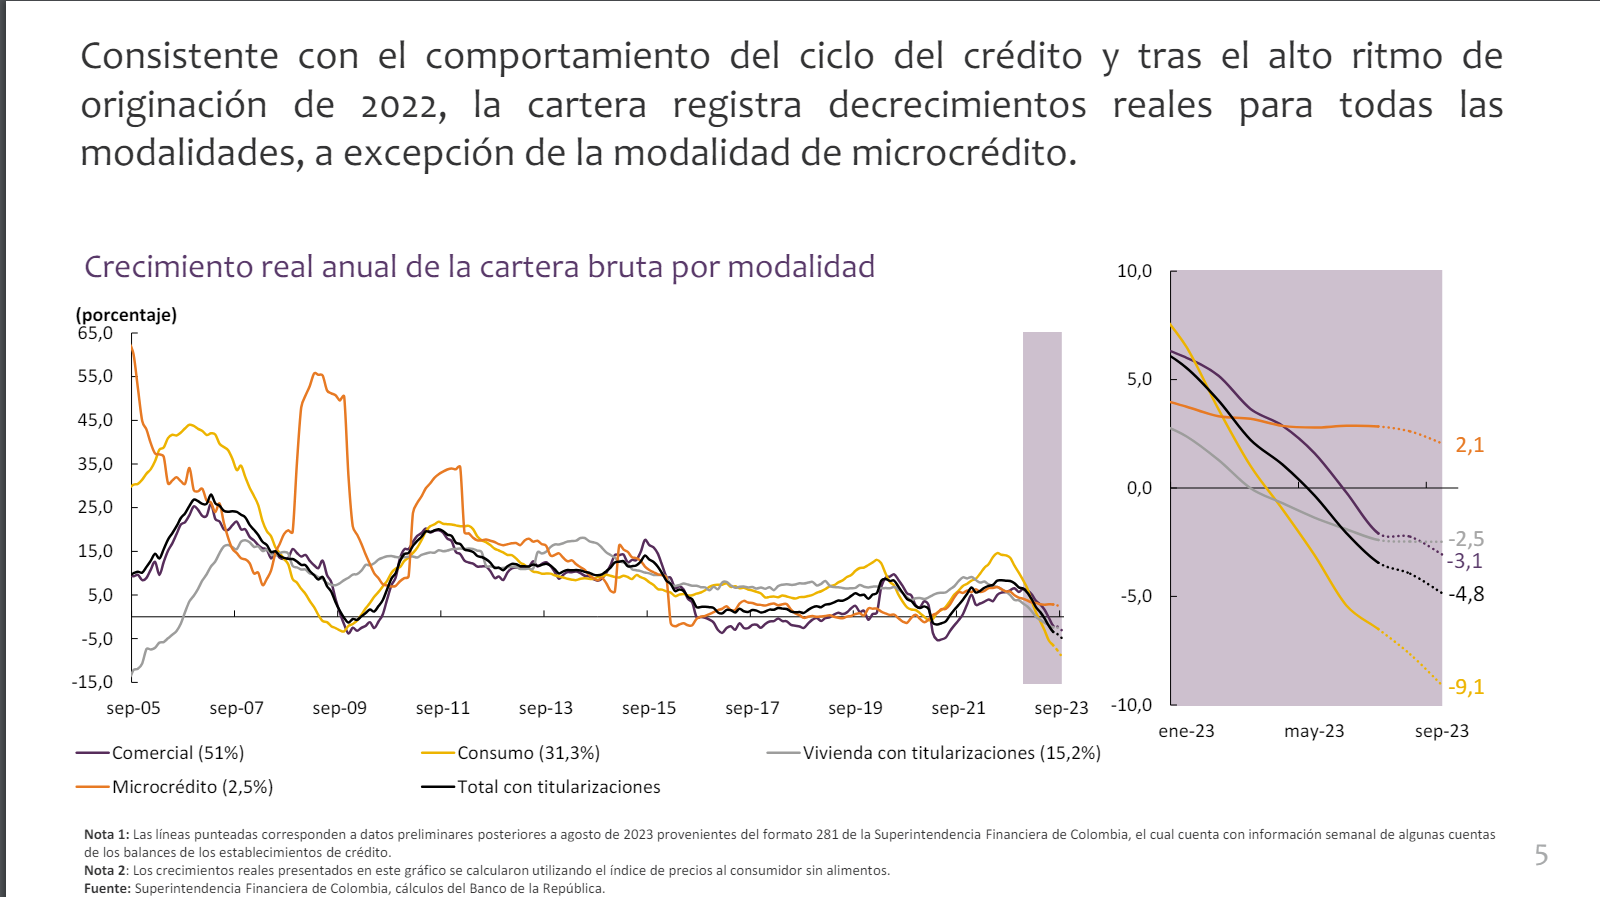 Consistente con el comportamiento del ciclo del crédito y tras el alto ritmo de
originación de 2022, la cartera registra decrecimientos reales para todas las
modalidades, a excepción de la modalidad de microcrédito.
Crecimiento real anual de la cartera bruta por modalidad
(porcentaje)
65,0
55,0
45,0
35,0
25,0
15,0
5,0
-5,0
-15,0
sep-05 sep-07 sep-09 sep-11 sep-13 sep-15 sep-17 sep-19 sep-21 sep-23
10,0
5,0
0,0
-5,0
-10,0
2,1
-2,5
-3,1
-4,8
-9,1
ene-23 may-23 sep-23
Comercial (51%) Consumo (31,3%) Vivienda con titularizaciones (15,2%)
Microcrédito (2,5%) Total con titularizaciones
Nota 1: Las líneas punteadas corresponden a datos preliminares posteriores a agosto de 2023 provenientes del formato 281 de la Superintendencia Financiera de Colombia, el cual cuenta con información semanal de algunas cuentas
de los balances de los establecimientos de crédito.
Nota 2: Los crecimientos reales presentados en este gráfico se calcularon utilizando el índice de precios al consumidor sin alimentos.
Fuente: Superintendencia Financiera de Colombia, cálculos del Banco de la República.
5